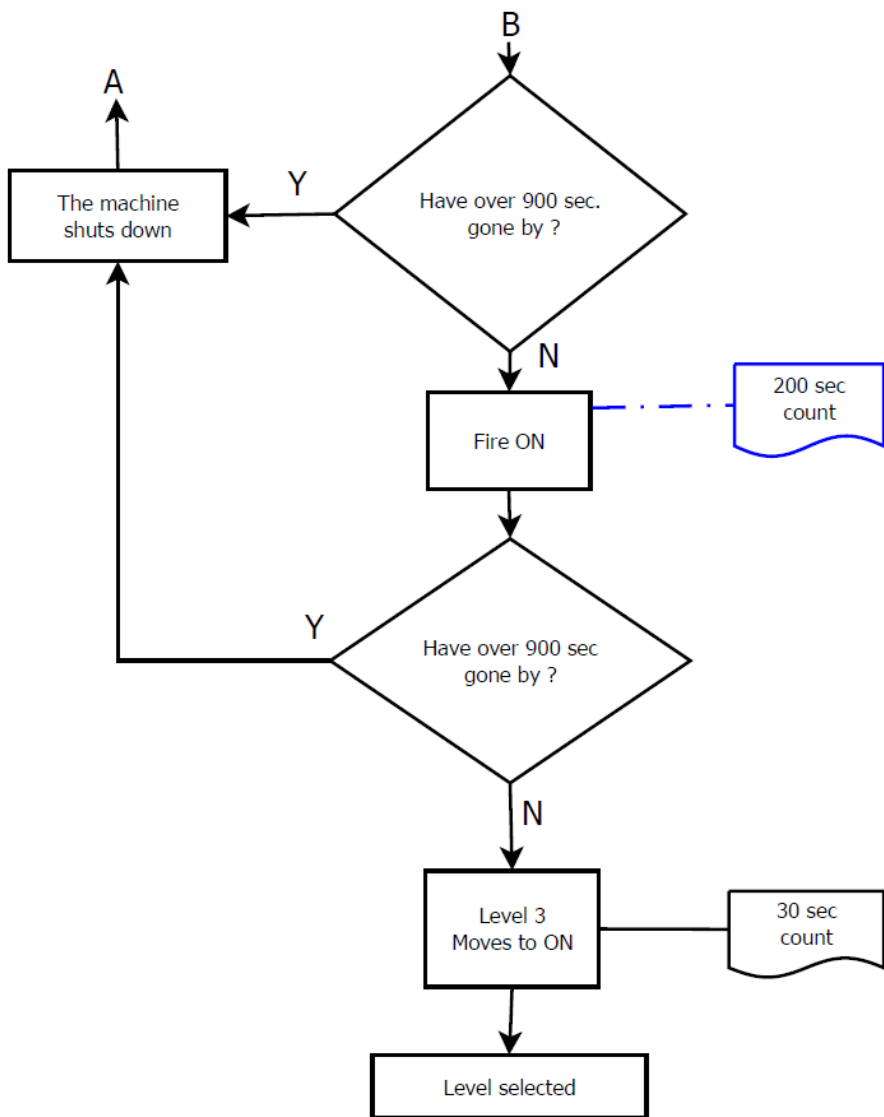 B
A
The machine
shuts down
Y
Have over 900 sec.
gone by ?
N
200 sec
count
Fire ON
Y
Have over 900 sec
gone by ?
N
Level 3
Moves to ON
30 sec
count
Level selected